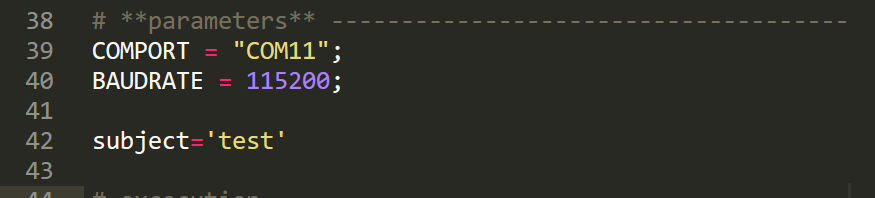 38 # **parameters** -------------------------------------
39 COMPORT = "COM11";
40 BAUDRATE = 115200;
41
42 subject='test'
43